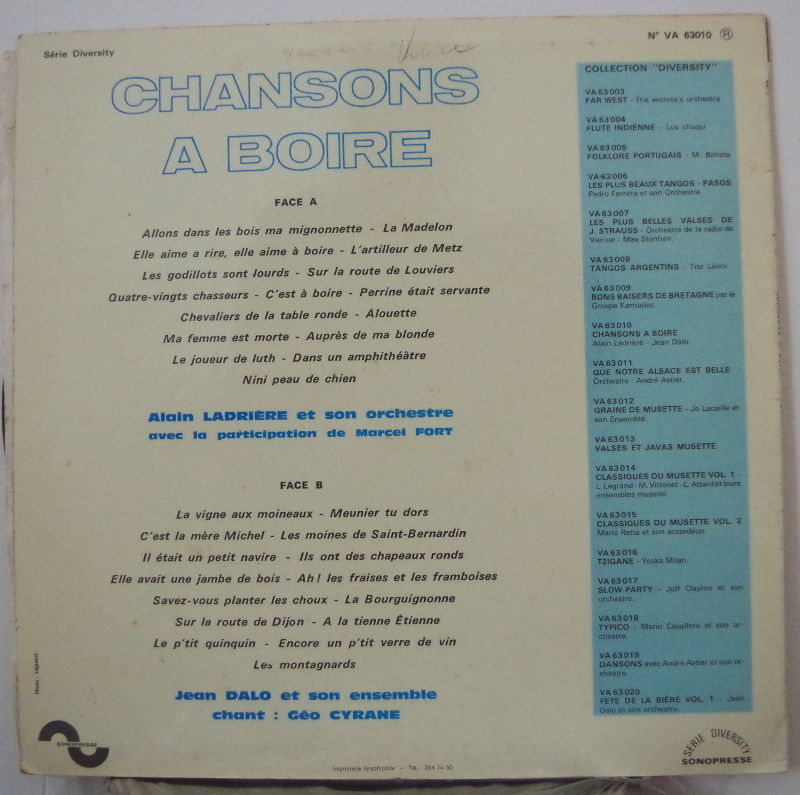 Série Diversity
N° VA 63010 Ⓡ
CHANSONS
A BOIRE
FACE A
Allons dans les bois ma mignonnette - La Madelon
Elle aime a rire, elle aime à boire - L'artilleur de Metz
Les godillots sont lourds - Sur la route de Louviers
Quatre-vingts chasseurs - C'est à boire - Perrine était servante
Chevaliers de la table ronde - Alouette
Ma femme est morte - Auprès de ma blonde
Le joueur de luth - Dans un amphithéâtre
Nini peau de chien
Alain LADRIÈRE et son orchestre
avec la participation de Marcel FORT
FACE B
La vigne aux moineaux - Meunier tu dors
C'est la mère Michel - Les moines de Saint-Bernardin
Il était un petit navire - Ils ont des chapeaux ronds
Elle avait une jambe de bois - Ah! les fraises et les framboises
Savez-vous planter les choux - La Bourguignonne
Sur la route de Dijon - A la tienne Étienne
Le p'tit quinquin - Encore un p'tit verre de vin
Les montagnards
Jean DALO et son ensemble
chant : Géo CYRANE
COLLECTION "DIVERSITY"
VA 63003
FAR WEST - The wichita's orchestra
VA 63004
FLUTE INDIENNE - Los chuqui
VA 63005
FOLKLORE PORTUGAIS - M. Batista
VA 63006
LES PLUS BEAUX TANGOS - PASOS
Pedro Ferrera et son Orchestre
VA 63007
LES PLUS BELLES VALSES DE
J. STRAUSS - Orchestre de la radio de
Vienne - Max Stonheir.
VA 63008
TANGOS ARGENTINS - Tito Léoni
VA 63009
BONS BAISERS DE BRETAGNE par le
Groupe Kernadec.
VA 63010
CHANSONS A BOIRE
Alain Ladrière - Jean Dalo.
VA 63011
QUE NOTRE ALSACE EST BELLE
Orchestre : André Astier.
VA 63012
GRAINE DE MUSETTE - Jo Lacaille et
son Ensemble.
VA 63013
VALSES ET JAVAS MUSETTE
VA 63014
CLASSIQUES DU MUSETTE VOL. 1 -
L. Legrand - M. Vittenet - L. Attard et leurs
ensembles musette.
VA 63015
CLASSIQUES DU MUSETTE VOL. 2
Mario Retta et son accordéon.
VA 63016
TZIGANE - Yoska Milan.
VA 63017
SLOW-PARTY - Jeff Clayton et son
orchestre.
VA 63018
TYPICO - Mario Cavallero et son or-
chestre.
VA 63019
DANSONS avec André Astier et son or-
chestre.
VA 63020
FETE DE LA BIÈRE VOL. 1 - Jean
Dalo et son orchestre.
SONOPRESSE
Imprimerie Graphicolor - Tél. 204 74-50
SÉRIE DIVERSITY
SONOPRESSE